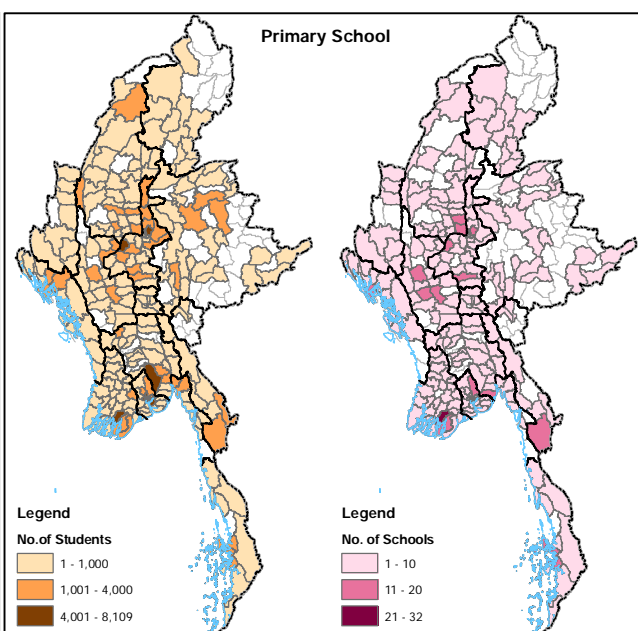 Primary School
Legend
No.of Students
1 - 1,000
1,001 - 4,000
4,001 - 8,109
Legend
No. of Schools
1 - 10
11 - 20
21 - 32